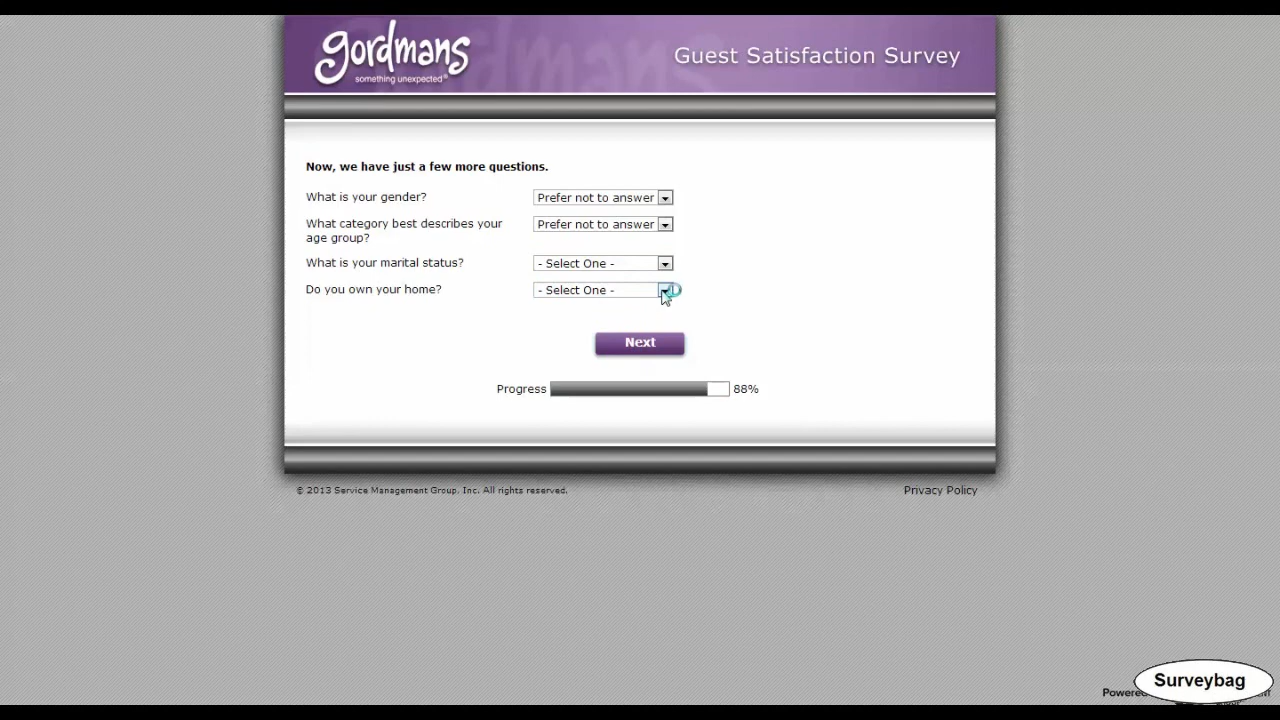 gordmans
something unexpected®
Guest Satisfaction Survey
Now, we have just a few more questions.
What is your gender? Prefer not to answer
What category best describes your
age group? Prefer not to answer
What is your marital status? - Select One -
Do you own your home? - Select One -
Next
Progress 88%
© 2013 Service Management Group, Inc. All rights reserved. Privacy Policy
Surveybag